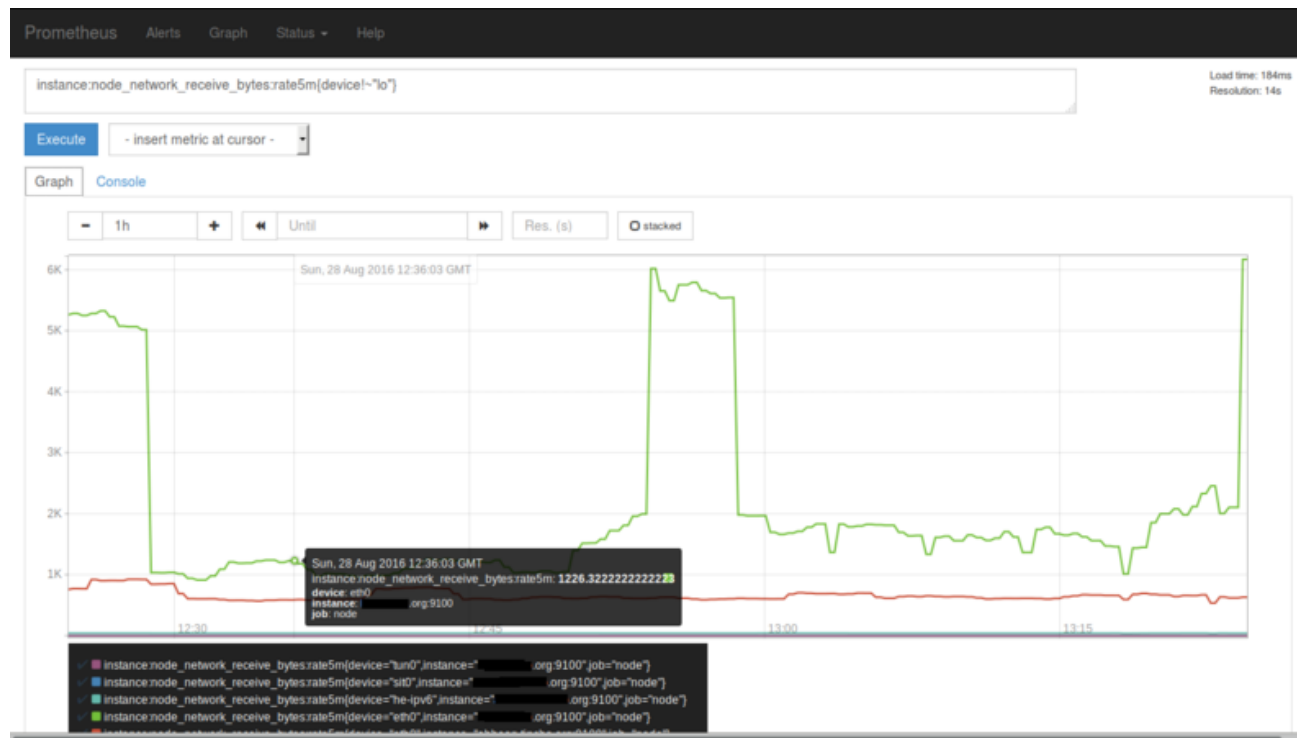 Prometheus Alerts Graph Status Help
instance:node_network_receive_bytes:rate5m{device!~"lo"}
Load time: 184ms
Resolution: 14s
Execute - insert metric at cursor -
Graph Console
- 1h + Until Res. (s) stacked
6K
5K
4K
3K
2K
1K
Sun, 28 Aug 2016 12:36:03 GMT
Sun, 28 Aug 2016 12:36:03 GMT
instance:node_network_receive_bytes:rate5m: 1226.3222222222223
device: eth0
instance: .org:9100
job: node
12:30 12:45 13:00 13:15
instance:node_network_receive_bytes:rate5m{device="tun0",instance=" .org:9100",job="node"}
instance:node_network_receive_bytes:rate5m{device="sit0",instance=" .org:9100",job="node"}
instance:node_network_receive_bytes:rate5m{device="he-ipv6",instance=" .org:9100",job="node"}
instance:node_network_receive_bytes:rate5m{device="eth0",instance=" .org:9100",job="node"}